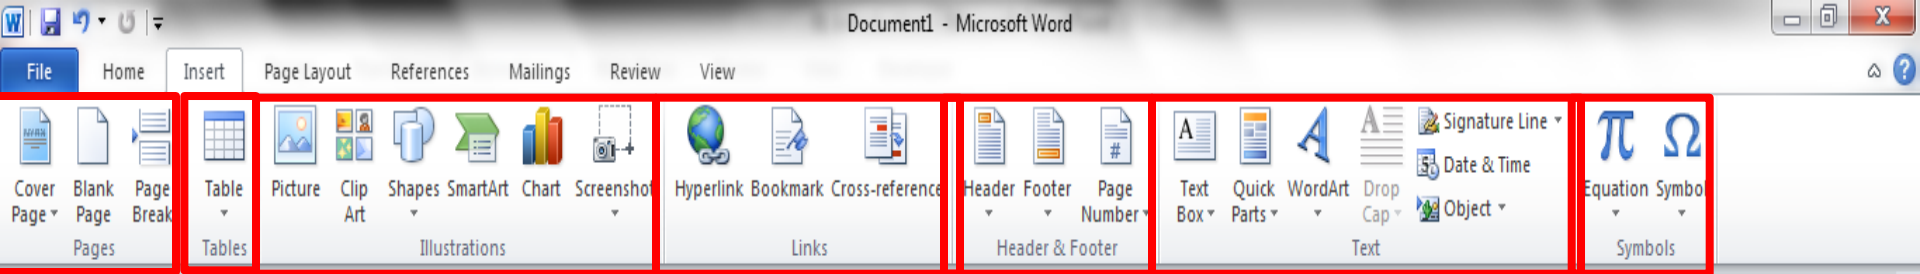 W
Document1 - Microsoft Word
File Home Insert Page Layout References Mailings Review View
Cover Page
Blank Page
Page Break
Pages
Table
Tables
Picture
Clip Art
Shapes
SmartArt
Chart
Screenshot
Illustrations
Hyperlink
Bookmark
Cross-reference
Links
Header
Footer
Page Number
Header & Footer
A
Text Box
Quick Parts
A
WordArt
A
Drop Cap
Signature Line
5
Date & Time
Object
Text
π
Equation
Ω
Symbol
Symbols
#
?